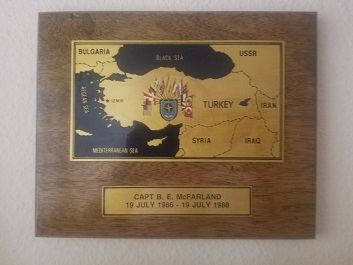 BULGARIA
BLACK SEA
USSR
AEGEAN SEA
IZMIR
TURKEY
IRAN
SYRIA
IRAQ
MEDITERRANEAN SEA
CAPT B. E. McFARLAND
19 JULY 1986 - 19 JULY 1988